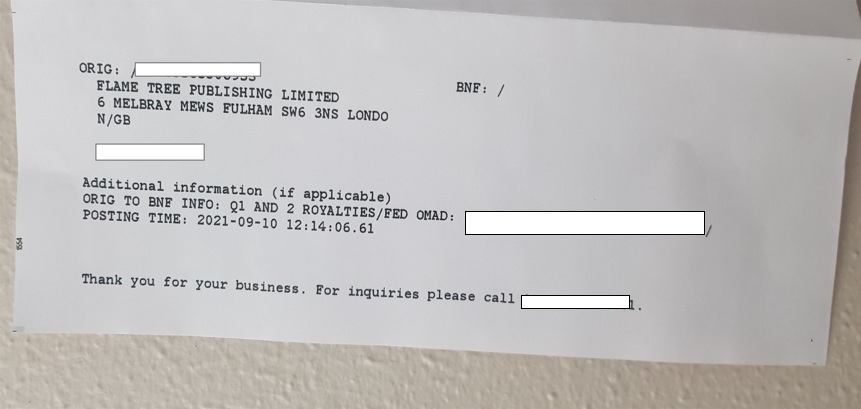 ORIG: /
BNF: /
FLAME TREE PUBLISHING LIMITED
6 MELBRAY MEWS FULHAM SW6 3NS LONDO
N/GB
Additional information (if applicable)
ORIG TO BNF INFO: Q1 AND 2 ROYALTIES/FED OMAD: /
POSTING TIME: 2021-09-10 12:14:06.61
Thank you for your business. For inquiries please call 1.
1554